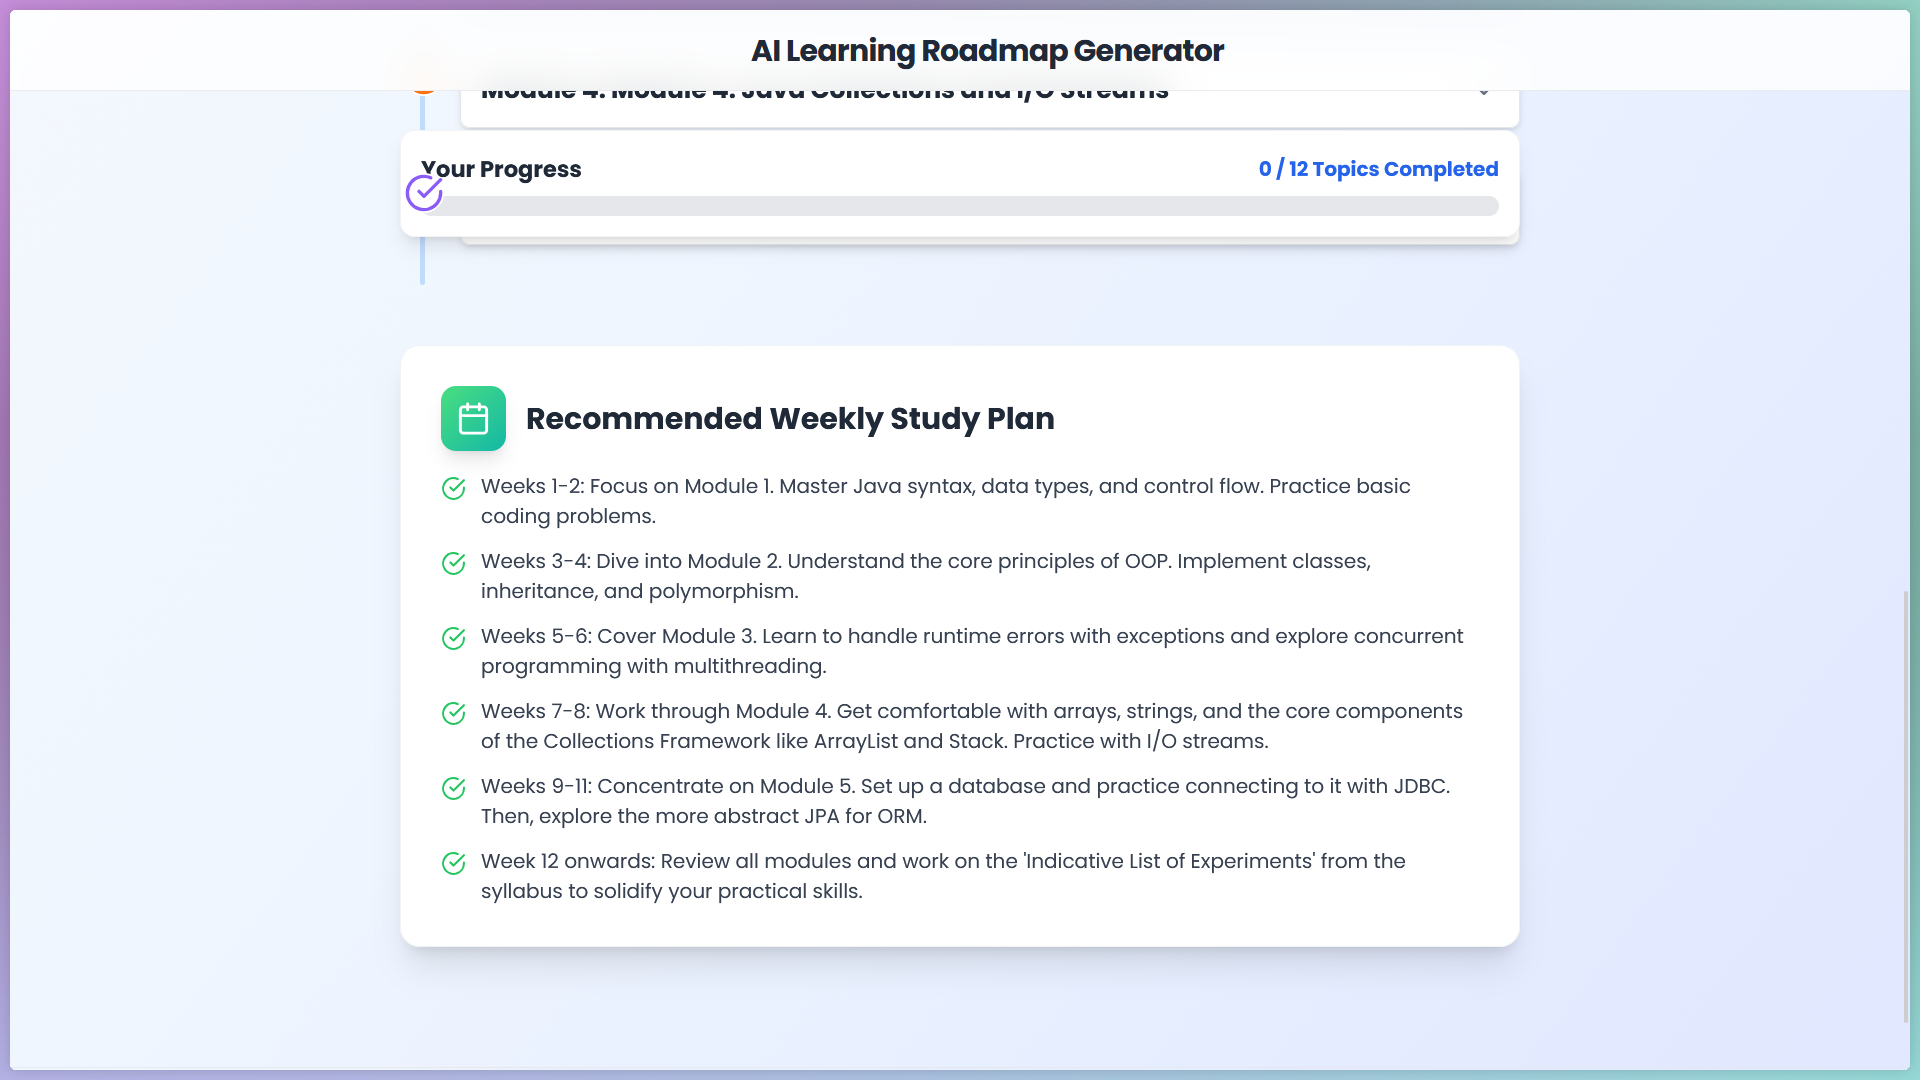 AI Learning Roadmap Generator
Module 4: Module 4: Java Collections and I/O Streams
Your Progress
0 / 12 Topics Completed
Recommended Weekly Study Plan
Weeks 1-2: Focus on Module 1. Master Java syntax, data types, and control flow. Practice basic
coding problems.
Weeks 3-4: Dive into Module 2. Understand the core principles of OOP. Implement classes,
inheritance, and polymorphism.
Weeks 5-6: Cover Module 3. Learn to handle runtime errors with exceptions and explore concurrent
programming with multithreading.
Weeks 7-8: Work through Module 4. Get comfortable with arrays, strings, and the core components
of the Collections Framework like ArrayList and Stack. Practice with I/O streams.
Weeks 9-11: Concentrate on Module 5. Set up a database and practice connecting to it with JDBC.
Then, explore the more abstract JPA for ORM.
Week 12 onwards: Review all modules and work on the 'Indicative List of Experiments' from the
syllabus to solidify your practical skills.